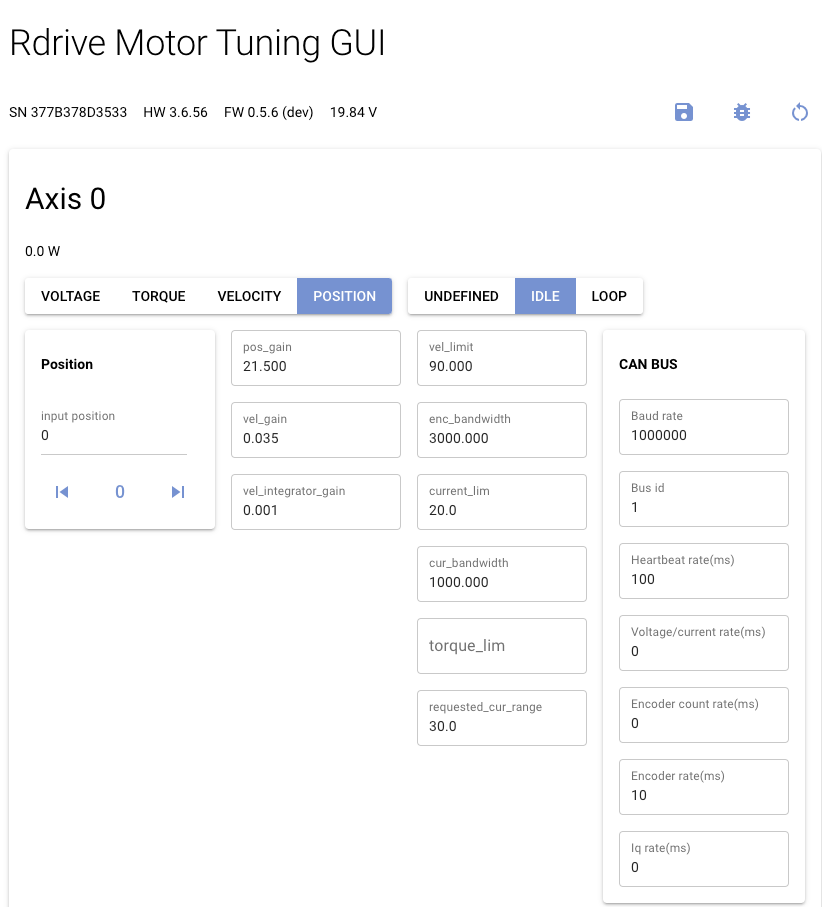 Rdrive Motor Tuning GUI
SN 377B378D3533 HW 3.6.56 FW 0.5.6 (dev) 19.84 V
Axis 0
0.0 W
VOLTAGE TORQUE VELOCITY POSITION UNDEFINED IDLE LOOP
Position
input position
0
0
pos_gain
21.500
vel_gain
0.035
vel_integrator_gain
0.001
vel_limit
90.000
enc_bandwidth
3000.000
current_lim
20.0
cur_bandwidth
1000.000
torque_lim
requested_cur_range
30.0
CAN BUS
Baud rate
1000000
Bus id
1
Heartbeat rate(ms)
100
Voltage/current rate(ms)
0
Encoder count rate(ms)
0
Encoder rate(ms)
10
Iq rate(ms)
0